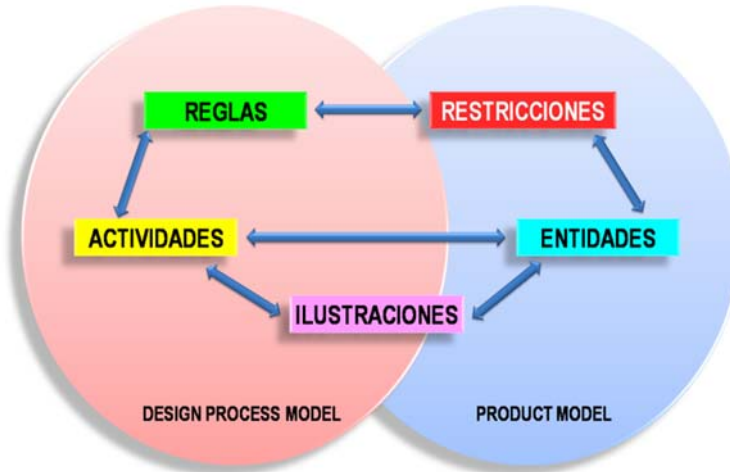 REGLAS
RESTRICCIONES
ACTIVIDADES
ENTIDADES
ILUSTRACIONES
DESIGN PROCESS MODEL
PRODUCT MODEL